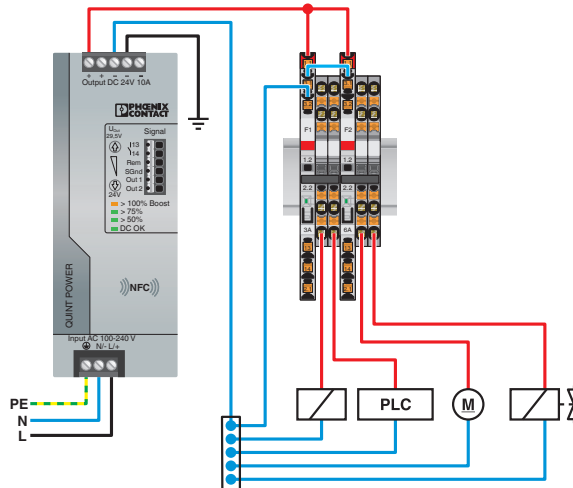 + + − − −
Output DC 24V 10A
PHŒNIX
CONTACT
UOut
29,5V
Signal
13
14
Rem
SGnd
Out 1
Out 2
24V
> 100% Boost
> 75%
> 50%
DC OK
NFC
QUINT POWER
Input AC 100-240 V
N/- L/+
PE
N
L
F1
F2
1.2
1.2
2.2
2.2
3A
6A
PLC
M